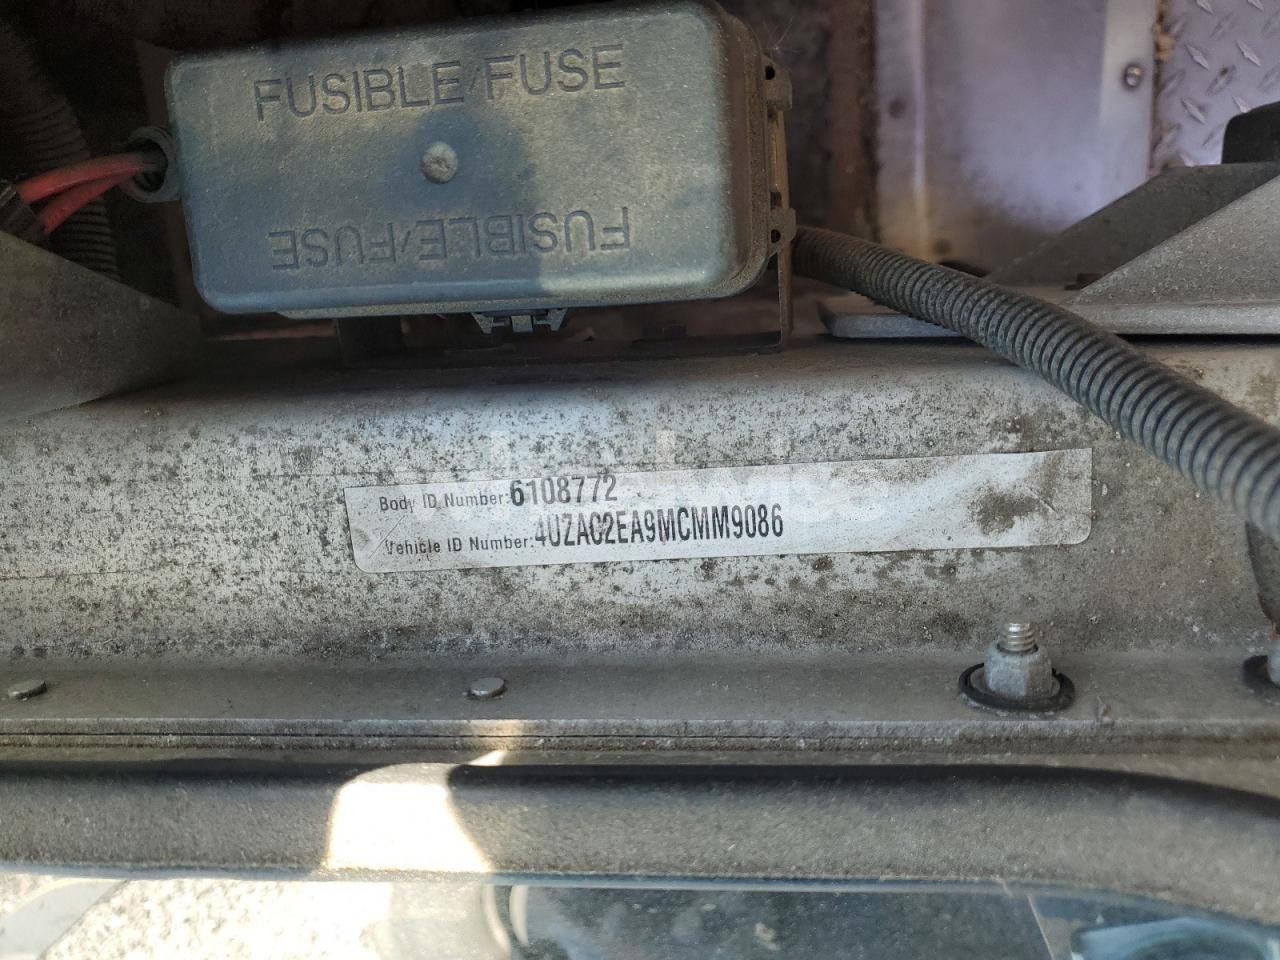 FUSIBLE/FUSE
FUSIBLE/FUSE
Body ID Number:6108772
Vehicle ID Number:4UZAC2EA9MCMM9086